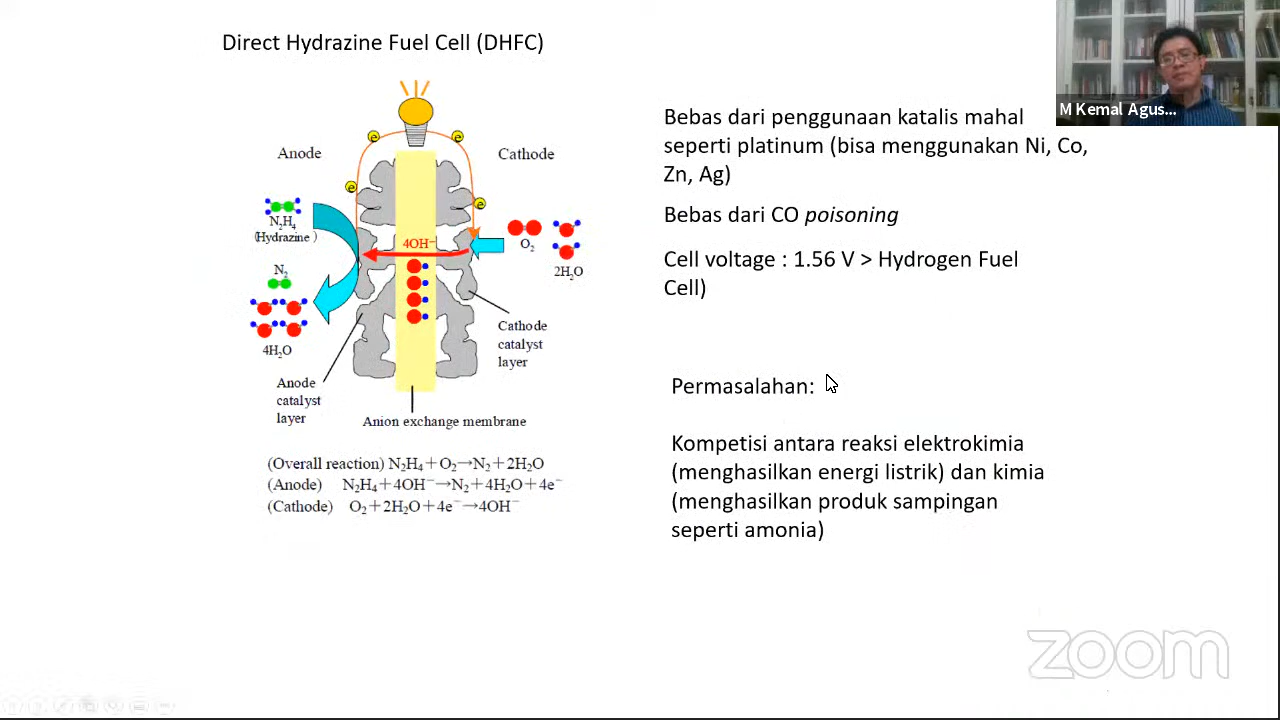 Direct Hydrazine Fuel Cell (DHFC)
M Kemal Agus...
Anode
Cathode
e
e
e
e
N₂H₄
(Hydrazine)
4OH⁻
O₂
2H₂O
N₂
4H₂O
Cathode
catalyst
layer
Anode
catalyst
layer
Anion exchange membrane
(Overall reaction) N₂H₄+O₂→N₂+2H₂O
(Anode) N₂H₄+4OH⁻→N₂+4H₂O+4e⁻
(Cathode) O₂+2H₂O+4e⁻→4OH⁻
Bebas dari penggunaan katalis mahal
seperti platinum (bisa menggunakan Ni, Co,
Zn, Ag)
Bebas dari CO poisoning
Cell voltage : 1.56 V > Hydrogen Fuel
Cell)
Permasalahan:
Kompetisi antara reaksi elektrokimia
(menghasilkan energi listrik) dan kimia
(menghasilkan produk sampingan
seperti amonia)
zoom